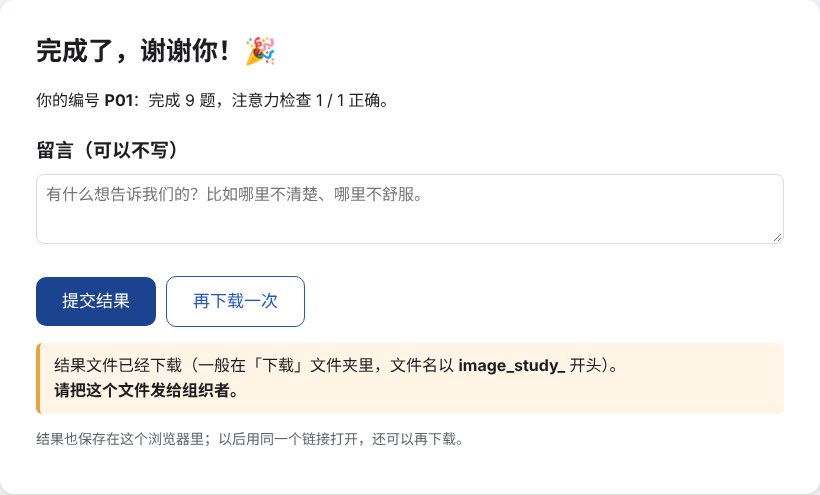 完成了，谢谢你！🎉
你的编号 P01：完成 9 题，注意力检查 1 / 1 正确。
留言（可以不写）
有什么想告诉我们的？比如哪里不清楚、哪里不舒服。
提交结果
再下载一次
结果文件已经下载（一般在「下载」文件夹里，文件名以 image_study_ 开头）。
请把这个文件发给组织者。
结果也保存在这个浏览器里；以后用同一个链接打开，还可以再下载。